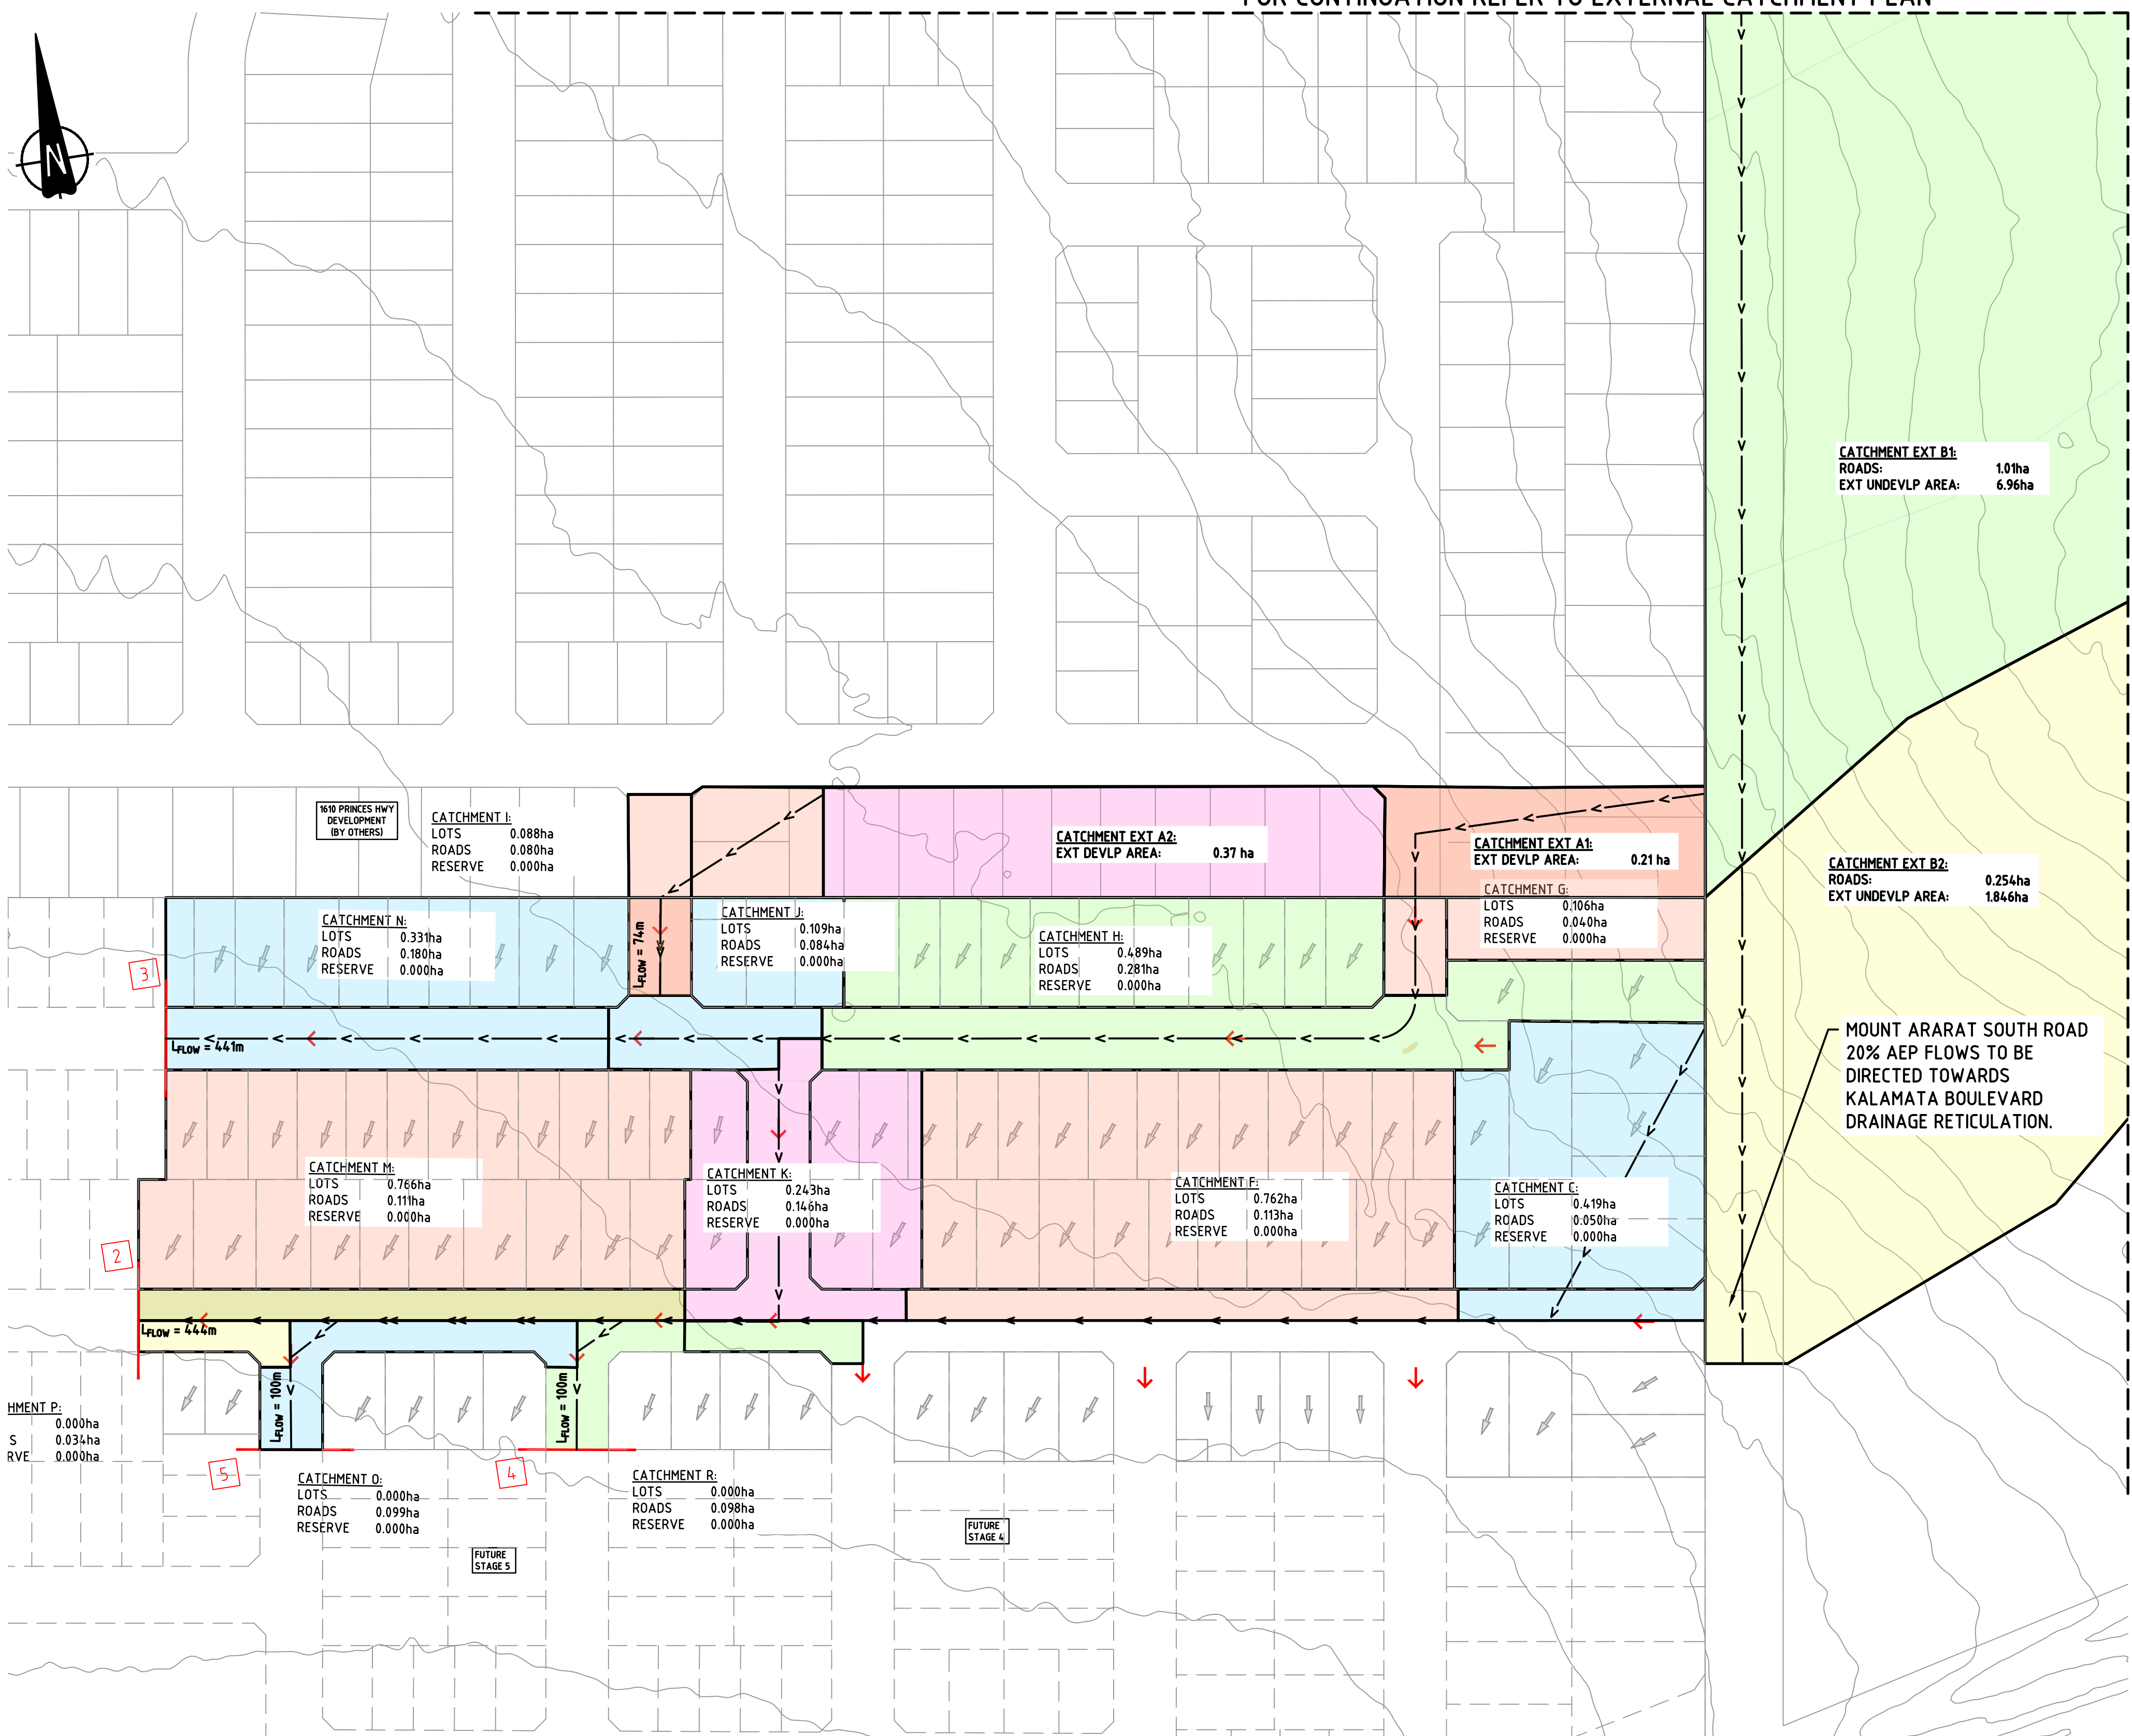 FOR CONTINUATION REFER TO EXTERNAL CATCHMENT PLAN
N
CATCHMENT EXT B1:
ROADS: 1.01ha
EXT UNDEVLP AREA: 6.96ha
1610 PRINCES HWY
DEVELOPMENT
(BY OTHERS)
CATCHMENT I:
LOTS 0.088ha
ROADS 0.080ha
RESERVE 0.000ha
CATCHMENT EXT A2:
EXT DEVLP AREA: 0.37 ha
CATCHMENT EXT A1:
EXT DEVLP AREA: 0.21 ha
CATCHMENT EXT B2:
ROADS: 0.254ha
EXT UNDEVLP AREA: 1.846ha
CATCHMENT G:
LOTS 0.106ha
ROADS 0.040ha
RESERVE 0.000ha
CATCHMENT N:
LOTS 0.331ha
ROADS 0.180ha
RESERVE 0.000ha
LFLOW = 74m
CATCHMENT J:
LOTS 0.109ha
ROADS 0.084ha
RESERVE 0.000ha
CATCHMENT H:
LOTS 0.489ha
ROADS 0.281ha
RESERVE 0.000ha
3
LFLOW = 441m
MOUNT ARARAT SOUTH ROAD
20% AEP FLOWS TO BE
DIRECTED TOWARDS
KALAMATA BOULEVARD
DRAINAGE RETICULATION.
CATCHMENT M:
LOTS 0.766ha
ROADS 0.111ha
RESERVE 0.000ha
CATCHMENT K:
LOTS 0.243ha
ROADS 0.146ha
RESERVE 0.000ha
CATCHMENT F:
LOTS 0.762ha
ROADS 0.113ha
RESERVE 0.000ha
CATCHMENT C:
LOTS 0.419ha
ROADS 0.050ha
RESERVE 0.000ha
2
LFLOW = 444m
LFLOW = 100m
LFLOW = 100m
HMENT P:
0.000ha
S 0.034ha
RVE 0.000ha
5
4
CATCHMENT O:
LOTS 0.000ha
ROADS 0.099ha
RESERVE 0.000ha
CATCHMENT R:
LOTS 0.000ha
ROADS 0.098ha
RESERVE 0.000ha
FUTURE
STAGE 4
FUTURE
STAGE 5